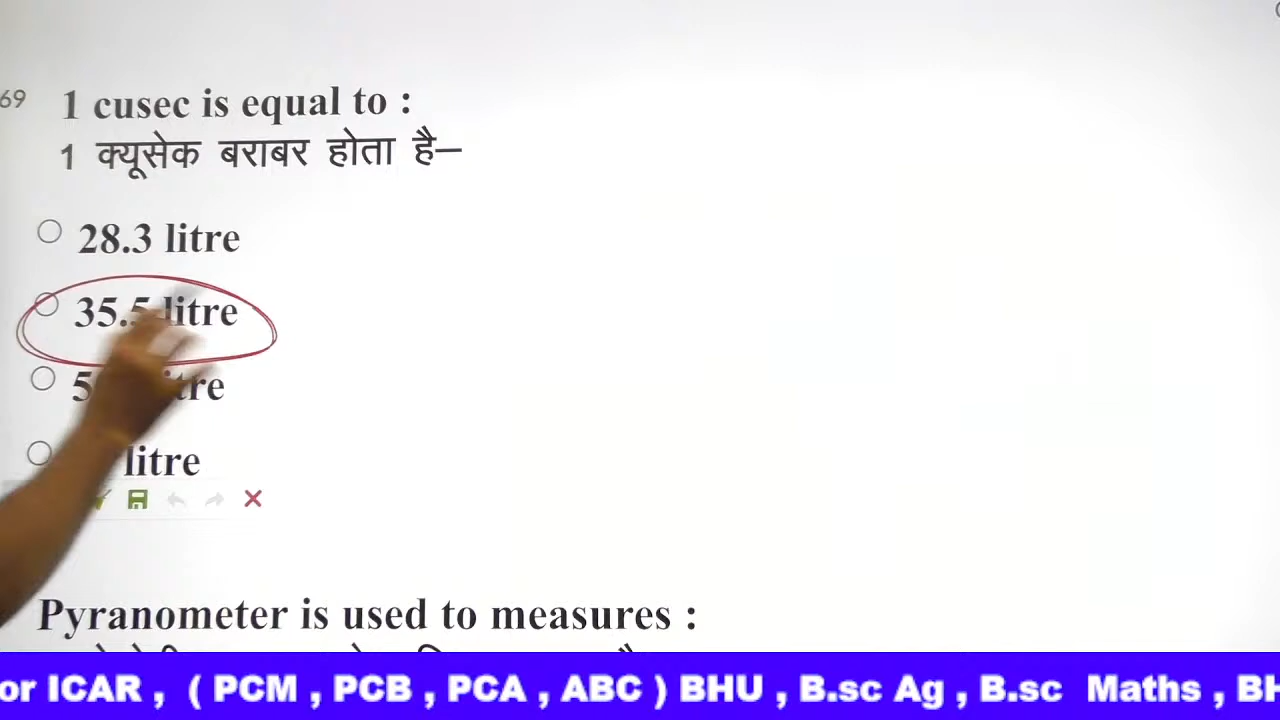 69 1 cusec is equal to :
1 क्यूसेक बराबर होता है–
28.3 litre
35.5 litre
litre
Pyranometer is used to measures :
or ICAR , ( PCM , PCB , PCA , ABC ) BHU , B.sc Ag , B.sc Maths , BH